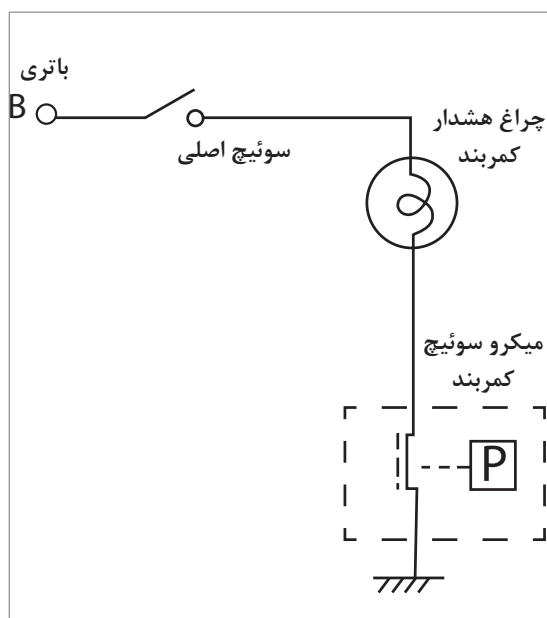 باتری
B
سوئیچ اصلی
چراغ هشدار
کمربند
میکرو سوئیچ
کمربند
P